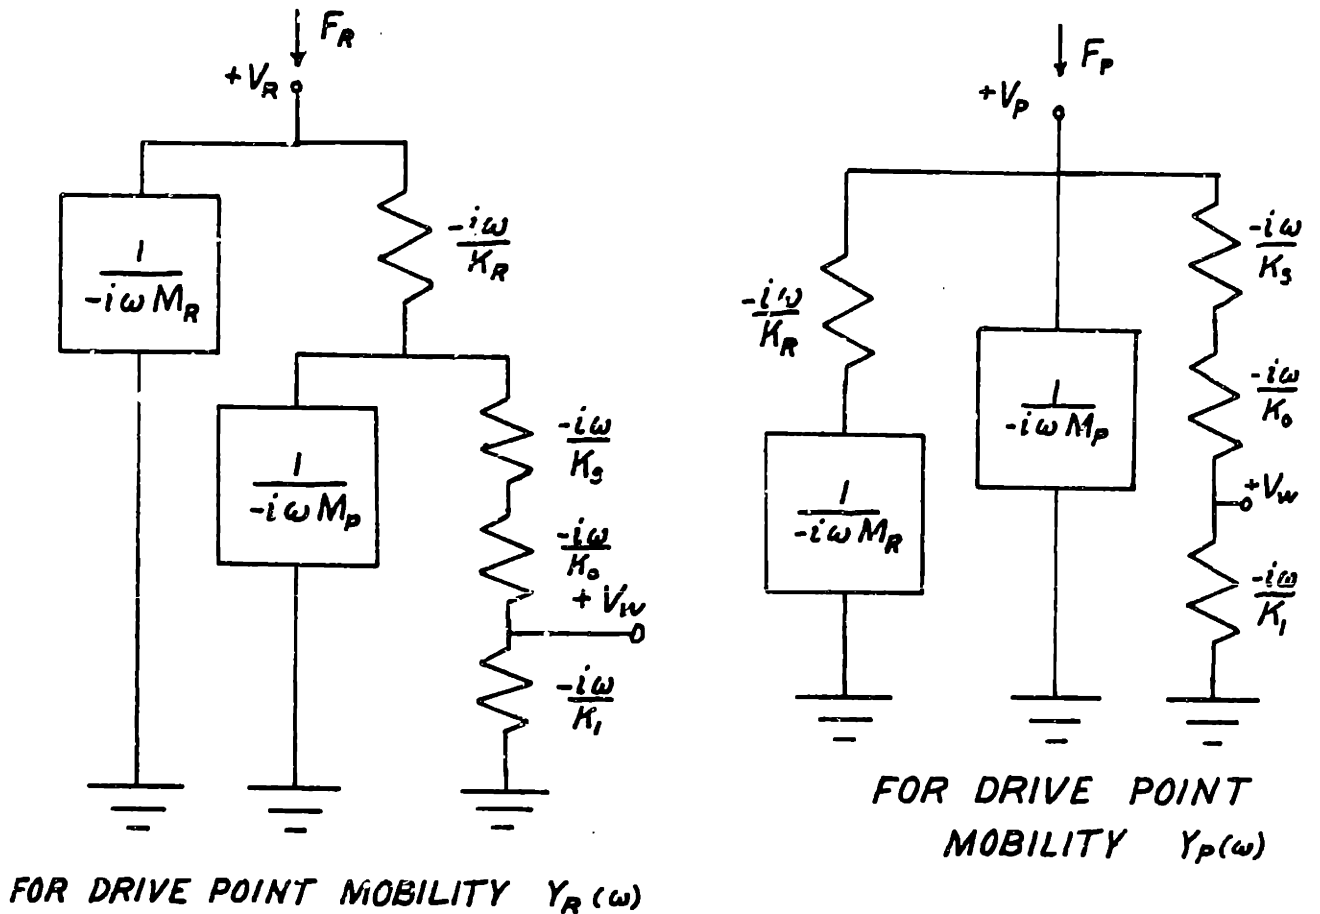 F_R
+V_R
1
-iωM_R
-iω
K_R
1
-iωM_P
-iω
K_S
-iω
K_0
+V_W
-iω
K_1
FOR DRIVE POINT MOBILITY Y_R(ω)
F_P
+V_P
-iω
K_R
1
-iωM_R
1
-iωM_P
-iω
K_S
-iω
K_0
+V_W
-iω
K_1
FOR DRIVE POINT
MOBILITY Y_P(ω)